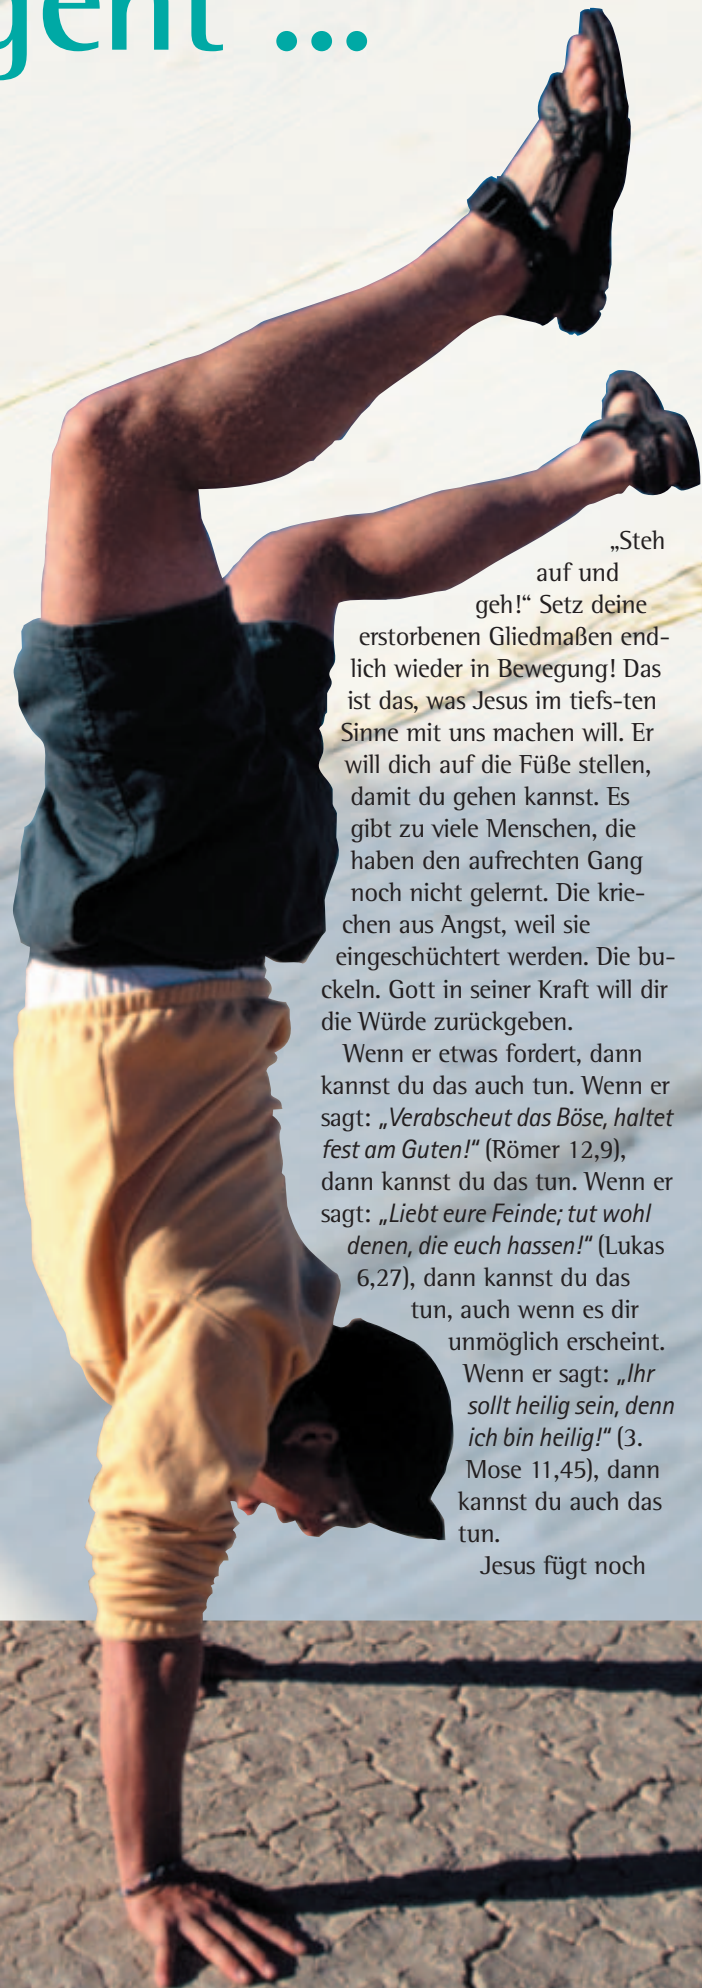 geht ...
„Steh
auf und
geh!“ Setz deine
erstorbenen Gliedmaßen end-
lich wieder in Bewegung! Das
ist das, was Jesus im tiefs-ten
Sinne mit uns machen will. Er
will dich auf die Füße stellen,
damit du gehen kannst. Es
gibt zu viele Menschen, die
haben den aufrechten Gang
noch nicht gelernt. Die krie-
chen aus Angst, weil sie
eingeschüchtert werden. Die bu-
ckeln. Gott in seiner Kraft will dir
die Würde zurückgeben.
Wenn er etwas fordert, dann
kannst du das auch tun. Wenn er
sagt: „Verabscheut das Böse, haltet
fest am Guten!“ (Römer 12,9),
dann kannst du das tun. Wenn er
sagt: „Liebt eure Feinde; tut wohl
denen, die euch hassen!“ (Lukas
6,27), dann kannst du das
tun, auch wenn es dir
unmöglich erscheint.
Wenn er sagt: „Ihr
sollt heilig sein, denn
ich bin heilig!“ (3.
Mose 11,45), dann
kannst du auch das
tun.
Jesus fügt noch